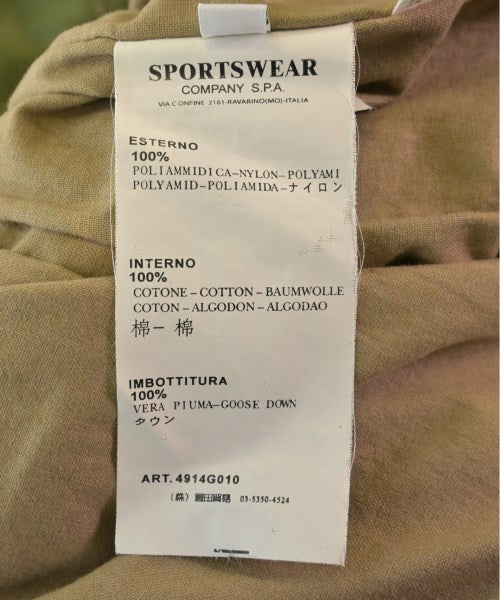 SPORTSWEAR
COMPANY S.P.A.
VIA CONFINE 2161-RAVARINO(MO)-ITALIA
ESTERNO
100%
POLIAMMIDICA-NYLON-POLYAMI
POLYAMID-POLIAMIDA-ナイロン
INTERNO
100%
COTONE-COTTON-BAUMWOLLE
COTON-ALGODON-ALGODAO
棉- 棉
IMBOTTITURA
100%
VERA PIUMA-GOOSE DOWN
タウン
ART. 4914G010
(株) 03-5350-4524